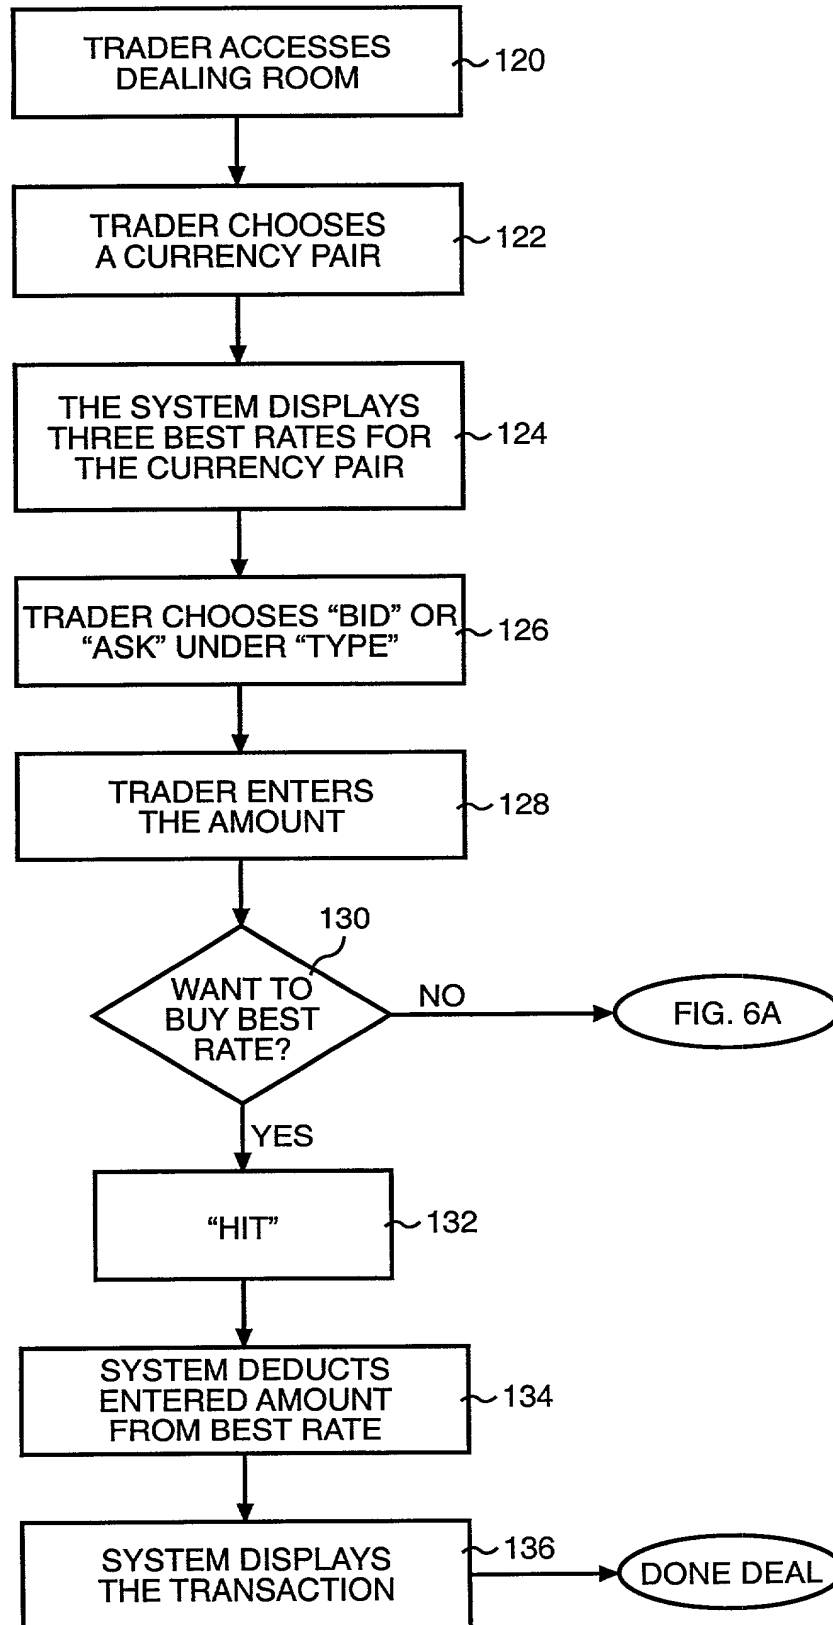 TRADER ACCESSES
DEALING ROOM
120
TRADER CHOOSES
A CURRENCY PAIR
122
THE SYSTEM DISPLAYS
THREE BEST RATES FOR
THE CURRENCY PAIR
124
TRADER CHOOSES “BID” OR
“ASK” UNDER “TYPE”
126
TRADER ENTERS
THE AMOUNT
128
130
WANT TO
BUY BEST
RATE?
NO
FIG. 6A
YES
“HIT”
132
SYSTEM DEDUCTS
ENTERED AMOUNT
FROM BEST RATE
134
SYSTEM DISPLAYS
THE TRANSACTION
136
DONE DEAL